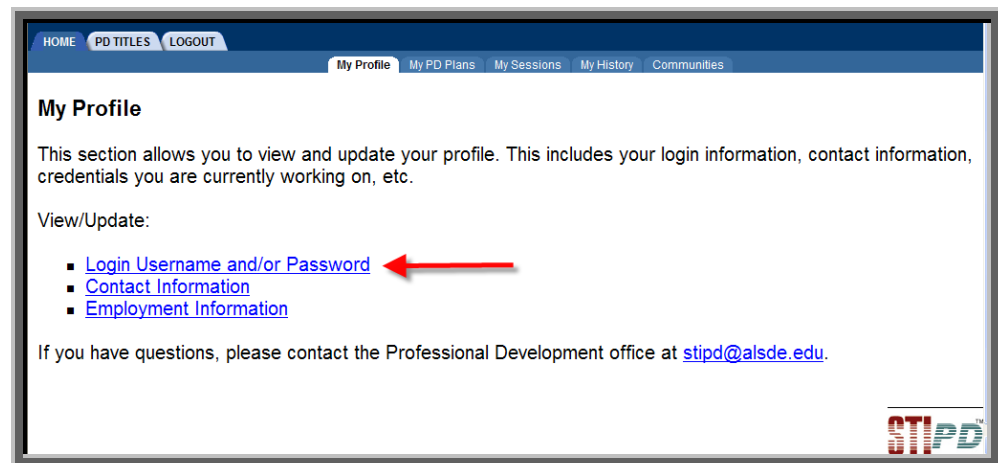 HOME PD TITLES LOGOUT
My Profile My PD Plans My Sessions My History Communities
My Profile
This section allows you to view and update your profile. This includes your login information, contact information,
credentials you are currently working on, etc.
View/Update:
Login Username and/or Password
Contact Information
Employment Information
If you have questions, please contact the Professional Development office at stipd@alsde.edu.
STIPD™